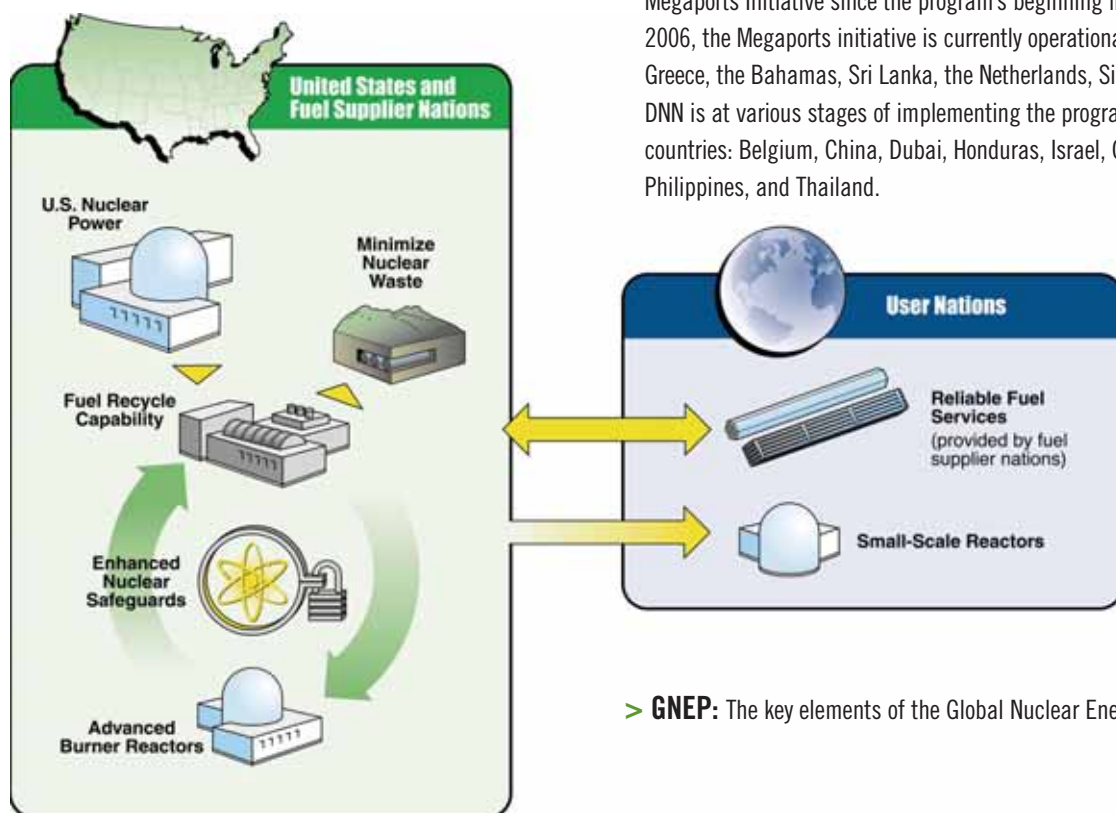 Megaports Initiative since the program's beginning
2006, the Megaports initiative is currently operationa
Greece, the Bahamas, Sri Lanka, the Netherlands, Si
DNN is at various stages of implementing the progra
countries: Belgium, China, Dubai, Honduras, Israel,
Philippines, and Thailand.
United States and
Fuel Supplier Nations
U.S. Nuclear
Power
Minimize
Nuclear
Waste
Fuel Recycle
Capability
Enhanced
Nuclear
Safeguards
Advanced
Burner Reactors
User Nations
Reliable Fuel
Services
(provided by fuel
supplier nations)
Small-Scale Reactors
> GNEP: The key elements of the Global Nuclear Ene